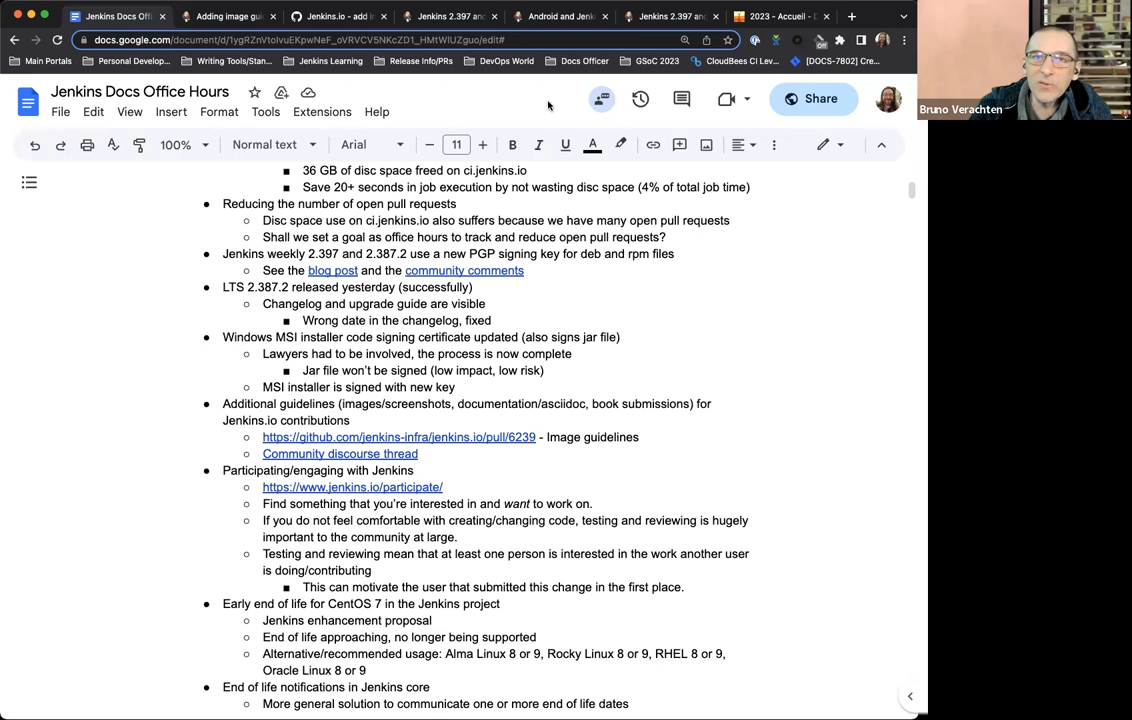 Jenkins Docs Offi
Adding image gui
Jenkins.io - add i
Jenkins 2.397 an
Android and Jenk
Jenkins 2.397 an
2023 - Accueil - D
docs.google.com/document/d/1ygRZnVtoIvuEKpwNeF_oVRVCV5NKcZD1_HMtWIUZguo/edit#
Off
Main Portals
Personal Develop...
Writing Tools/Stan...
Jenkins Learning
Release Info/PRs
DevOps World
Docs Officer
GSoC 2023
CloudBees CI Lev...
[DOCS-7802] Cre...
Bruno Verachten
Jenkins Docs Office Hours
File Edit View Insert Format Tools Extensions Help
Share
100% Normal text Arial 11
36 GB of disc space freed on ci.jenkins.io
Save 20+ seconds in job execution by not wasting disc space (4% of total job time)
Reducing the number of open pull requests
Disc space use on ci.jenkins.io also suffers because we have many open pull requests
Shall we set a goal as office hours to track and reduce open pull requests?
Jenkins weekly 2.397 and 2.387.2 use a new PGP signing key for deb and rpm files
See the blog post and the community comments
LTS 2.387.2 released yesterday (successfully)
Changelog and upgrade guide are visible
Wrong date in the changelog, fixed
Windows MSI installer code signing certificate updated (also signs jar file)
Lawyers had to be involved, the process is now complete
Jar file won't be signed (low impact, low risk)
MSI installer is signed with new key
Additional guidelines (images/screenshots, documentation/asciidoc, book submissions) for
Jenkins.io contributions
https://github.com/jenkins-infra/jenkins.io/pull/6239 - Image guidelines
Community discourse thread
Participating/engaging with Jenkins
https://www.jenkins.io/participate/
Find something that you're interested in and want to work on.
If you do not feel comfortable with creating/changing code, testing and reviewing is hugely
important to the community at large.
Testing and reviewing mean that at least one person is interested in the work another user
is doing/contributing
This can motivate the user that submitted this change in the first place.
Early end of life for CentOS 7 in the Jenkins project
Jenkins enhancement proposal
End of life approaching, no longer being supported
Alternative/recommended usage: Alma Linux 8 or 9, Rocky Linux 8 or 9, RHEL 8 or 9,
Oracle Linux 8 or 9
End of life notifications in Jenkins core
More general solution to communicate one or more end of life dates